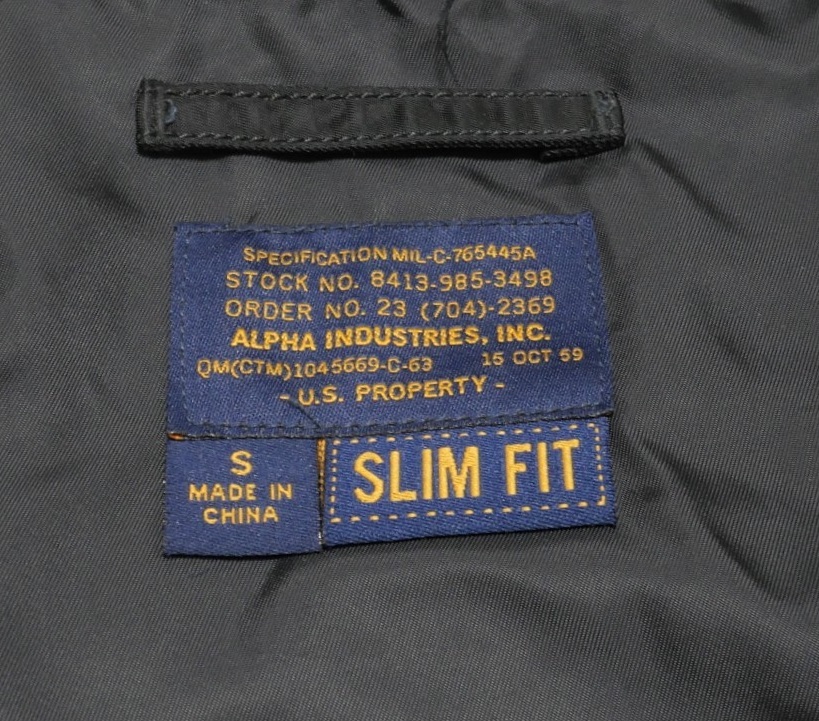 SPECIFICATION MIL-C-765445A
STOCK NO. 8413-985-3498
ORDER NO. 23 (704)-2369
ALPHA INDUSTRIES, INC.
QM(CTM)1045669-C-63 15 OCT 59
- U.S. PROPERTY -
S
MADE IN
CHINA
SLIM FIT